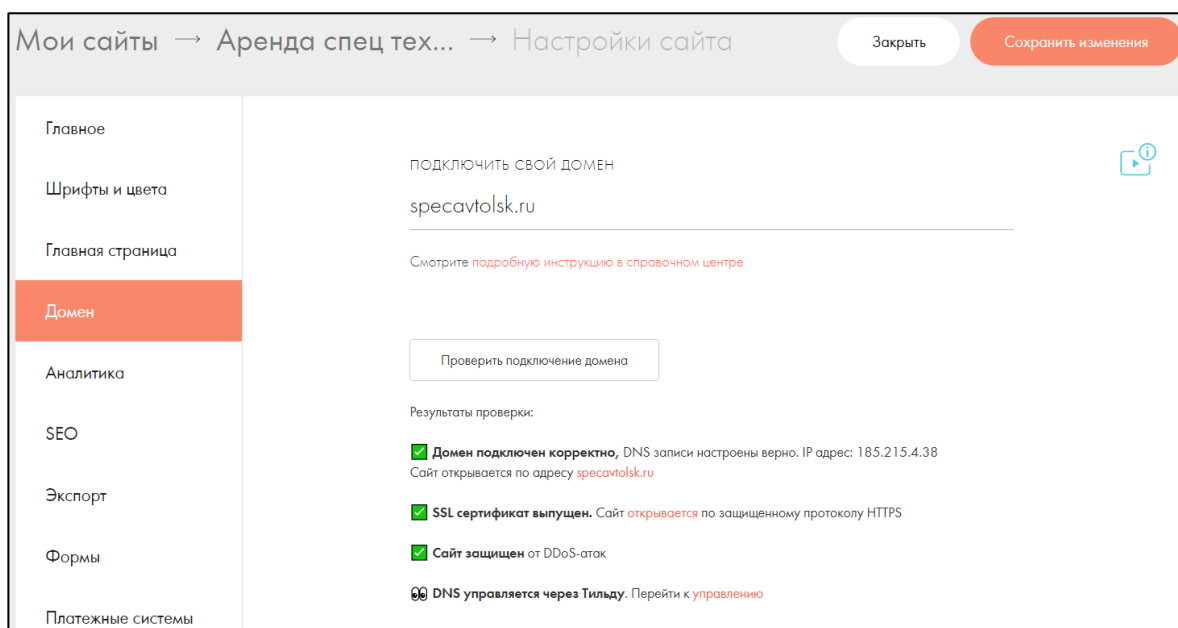 Мои сайты → Аренда спец тех... → Настройки сайта
Закрыть
Сохранить изменения
Главное
Шрифты и цвета
Главная страница
Домен
Аналитика
SEO
Экспорт
Формы
Платежные системы
ПОДКЛЮЧИТЬ СВОЙ ДОМЕН
specavtolsk.ru
Смотрите подробную инструкцию в справочном центре
Проверить подключение домена
Результаты проверки:
✅ Домен подключен корректно, DNS записи настроены верно. IP адрес: 185.215.4.38
Сайт открывается по адресу specavtolsk.ru
✅ SSL сертификат выпущен. Сайт открывается по защищенному протоколу HTTPS
✅ Сайт защищен от DDoS-атак
👀 DNS управляется через Тильду. Перейти к управлению